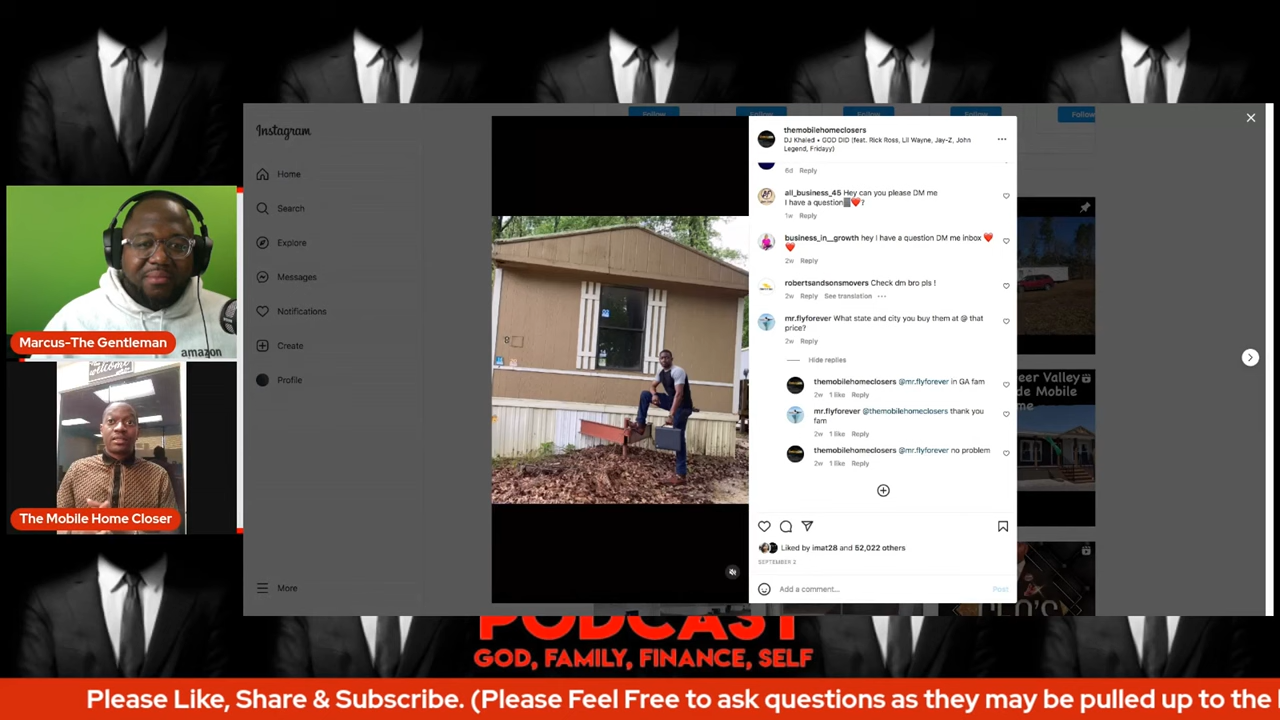 Instagram
Home
Search
Explore
Messages
Notifications
Create
Profile
More
Follow
themobilehomeclosers
DJ Khaled • GOD DID (feat. Rick Ross, Lil Wayne, Jay-Z, John
Legend, Fridayy)
6d Reply
all_business_45 Hey can you please DM me
I have a question ❤️?
1w Reply
business_in__growth hey I have a question DM me inbox ❤️
❤️
2w Reply
robertsandsonsmovers Check dm bro pls !
2w Reply See translation •••
mr.flyforever What state and city you buy them at @ that
price?
2w Reply
Hide replies
themobilehomeclosers @mr.flyforever in GA fam
2w 1 like Reply
mr.flyforever @themobilehomeclosers thank you
fam
2w 1 like Reply
themobilehomeclosers @mr.flyforever no problem
2w 1 like Reply
Liked by imat28 and 52,022 others
SEPTEMBER 2
Add a comment...
Post
eer Valley
de Mobile
me
welcome
amazon
Marcus-The Gentleman
The Mobile Home Closer
PODCAST
GOD, FAMILY, FINANCE, SELF
Please Like, Share & Subscribe. (Please Feel Free to ask questions as they may be pulled up to the